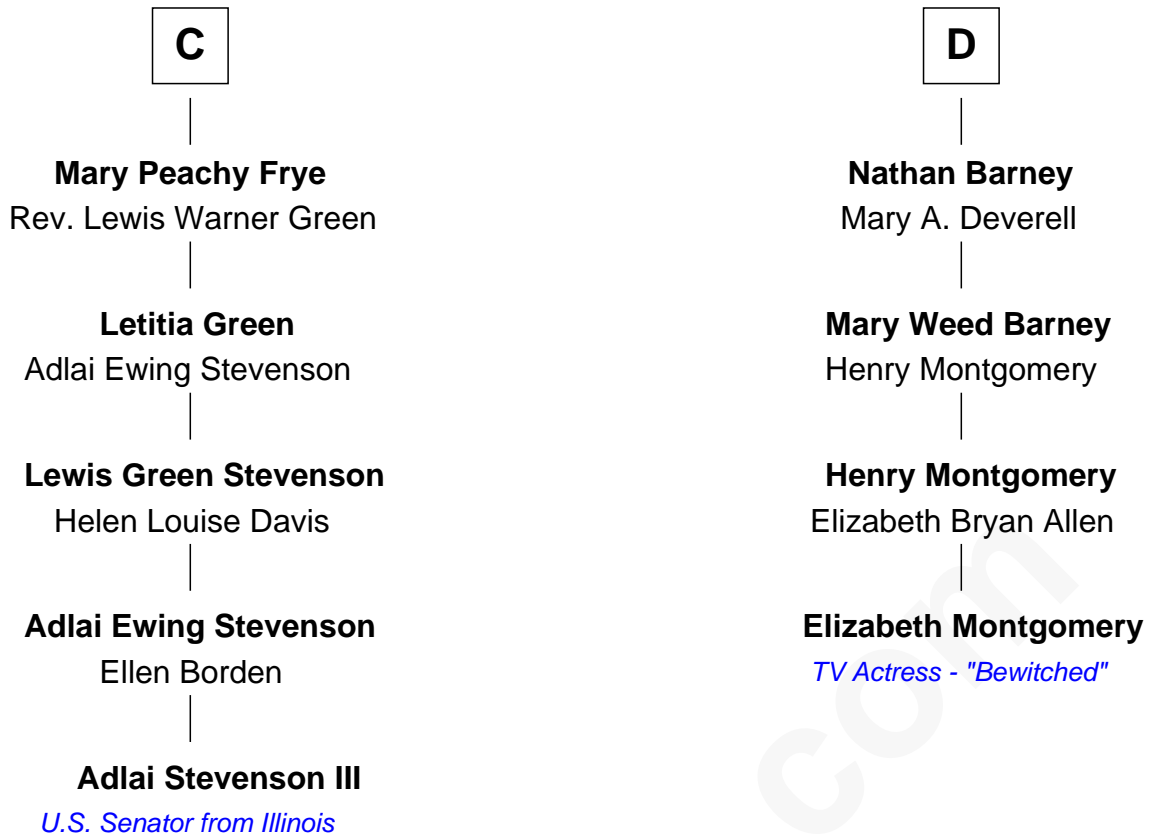 C
Mary Peachy Frye
Rev. Lewis Warner Green
Letitia Green
Adlai Ewing Stevenson
Lewis Green Stevenson
Helen Louise Davis
Adlai Ewing Stevenson
Ellen Borden
Adlai Stevenson III
U.S. Senator from Illinois
D
Nathan Barney
Mary A. Deverell
Mary Weed Barney
Henry Montgomery
Henry Montgomery
Elizabeth Bryan Allen
Elizabeth Montgomery
TV Actress - "Bewitched"
com